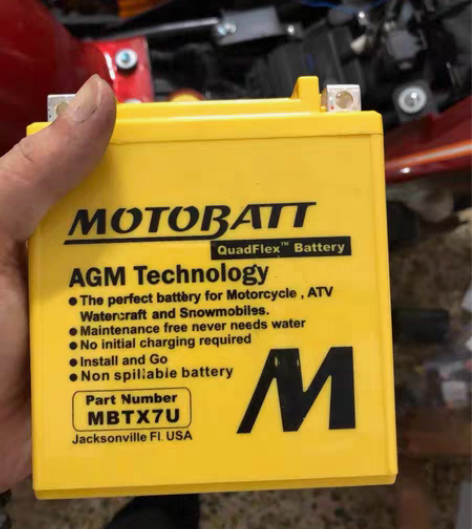 MOTOBATT
QuadFlex™ Battery
AGM Technology
● The perfect battery for Motorcycle , ATV
Watercraft and Snowmobiles.
● Maintenance free never needs water
● No initial charging required
● Install and Go
● Non spillable battery
Part Number
MBTX7U
Jacksonville Fl. USA
M